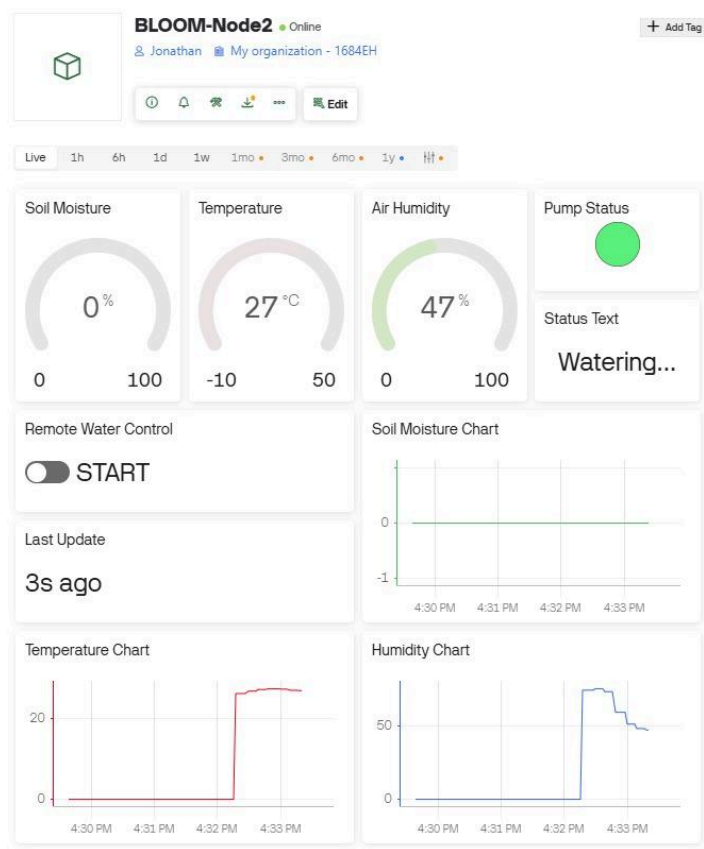 BLOOM-Node2 Online
+ Add Tag
Jonathan My organization - 1684EH
Edit
Live 1h 6h 1d 1w 1mo 3mo 6mo 1y
Soil Moisture
0 %
0 100
Temperature
27 °C
-10 50
Air Humidity
47 %
0 100
Pump Status
Status Text
Watering...
Remote Water Control
START
Last Update
3s ago
Soil Moisture Chart
0
-1
4:30 PM 4:31 PM 4:32 PM 4:33 PM
Temperature Chart
20
0
4:30 PM 4:31 PM 4:32 PM 4:33 PM
Humidity Chart
50
0
4:30 PM 4:31 PM 4:32 PM 4:33 PM